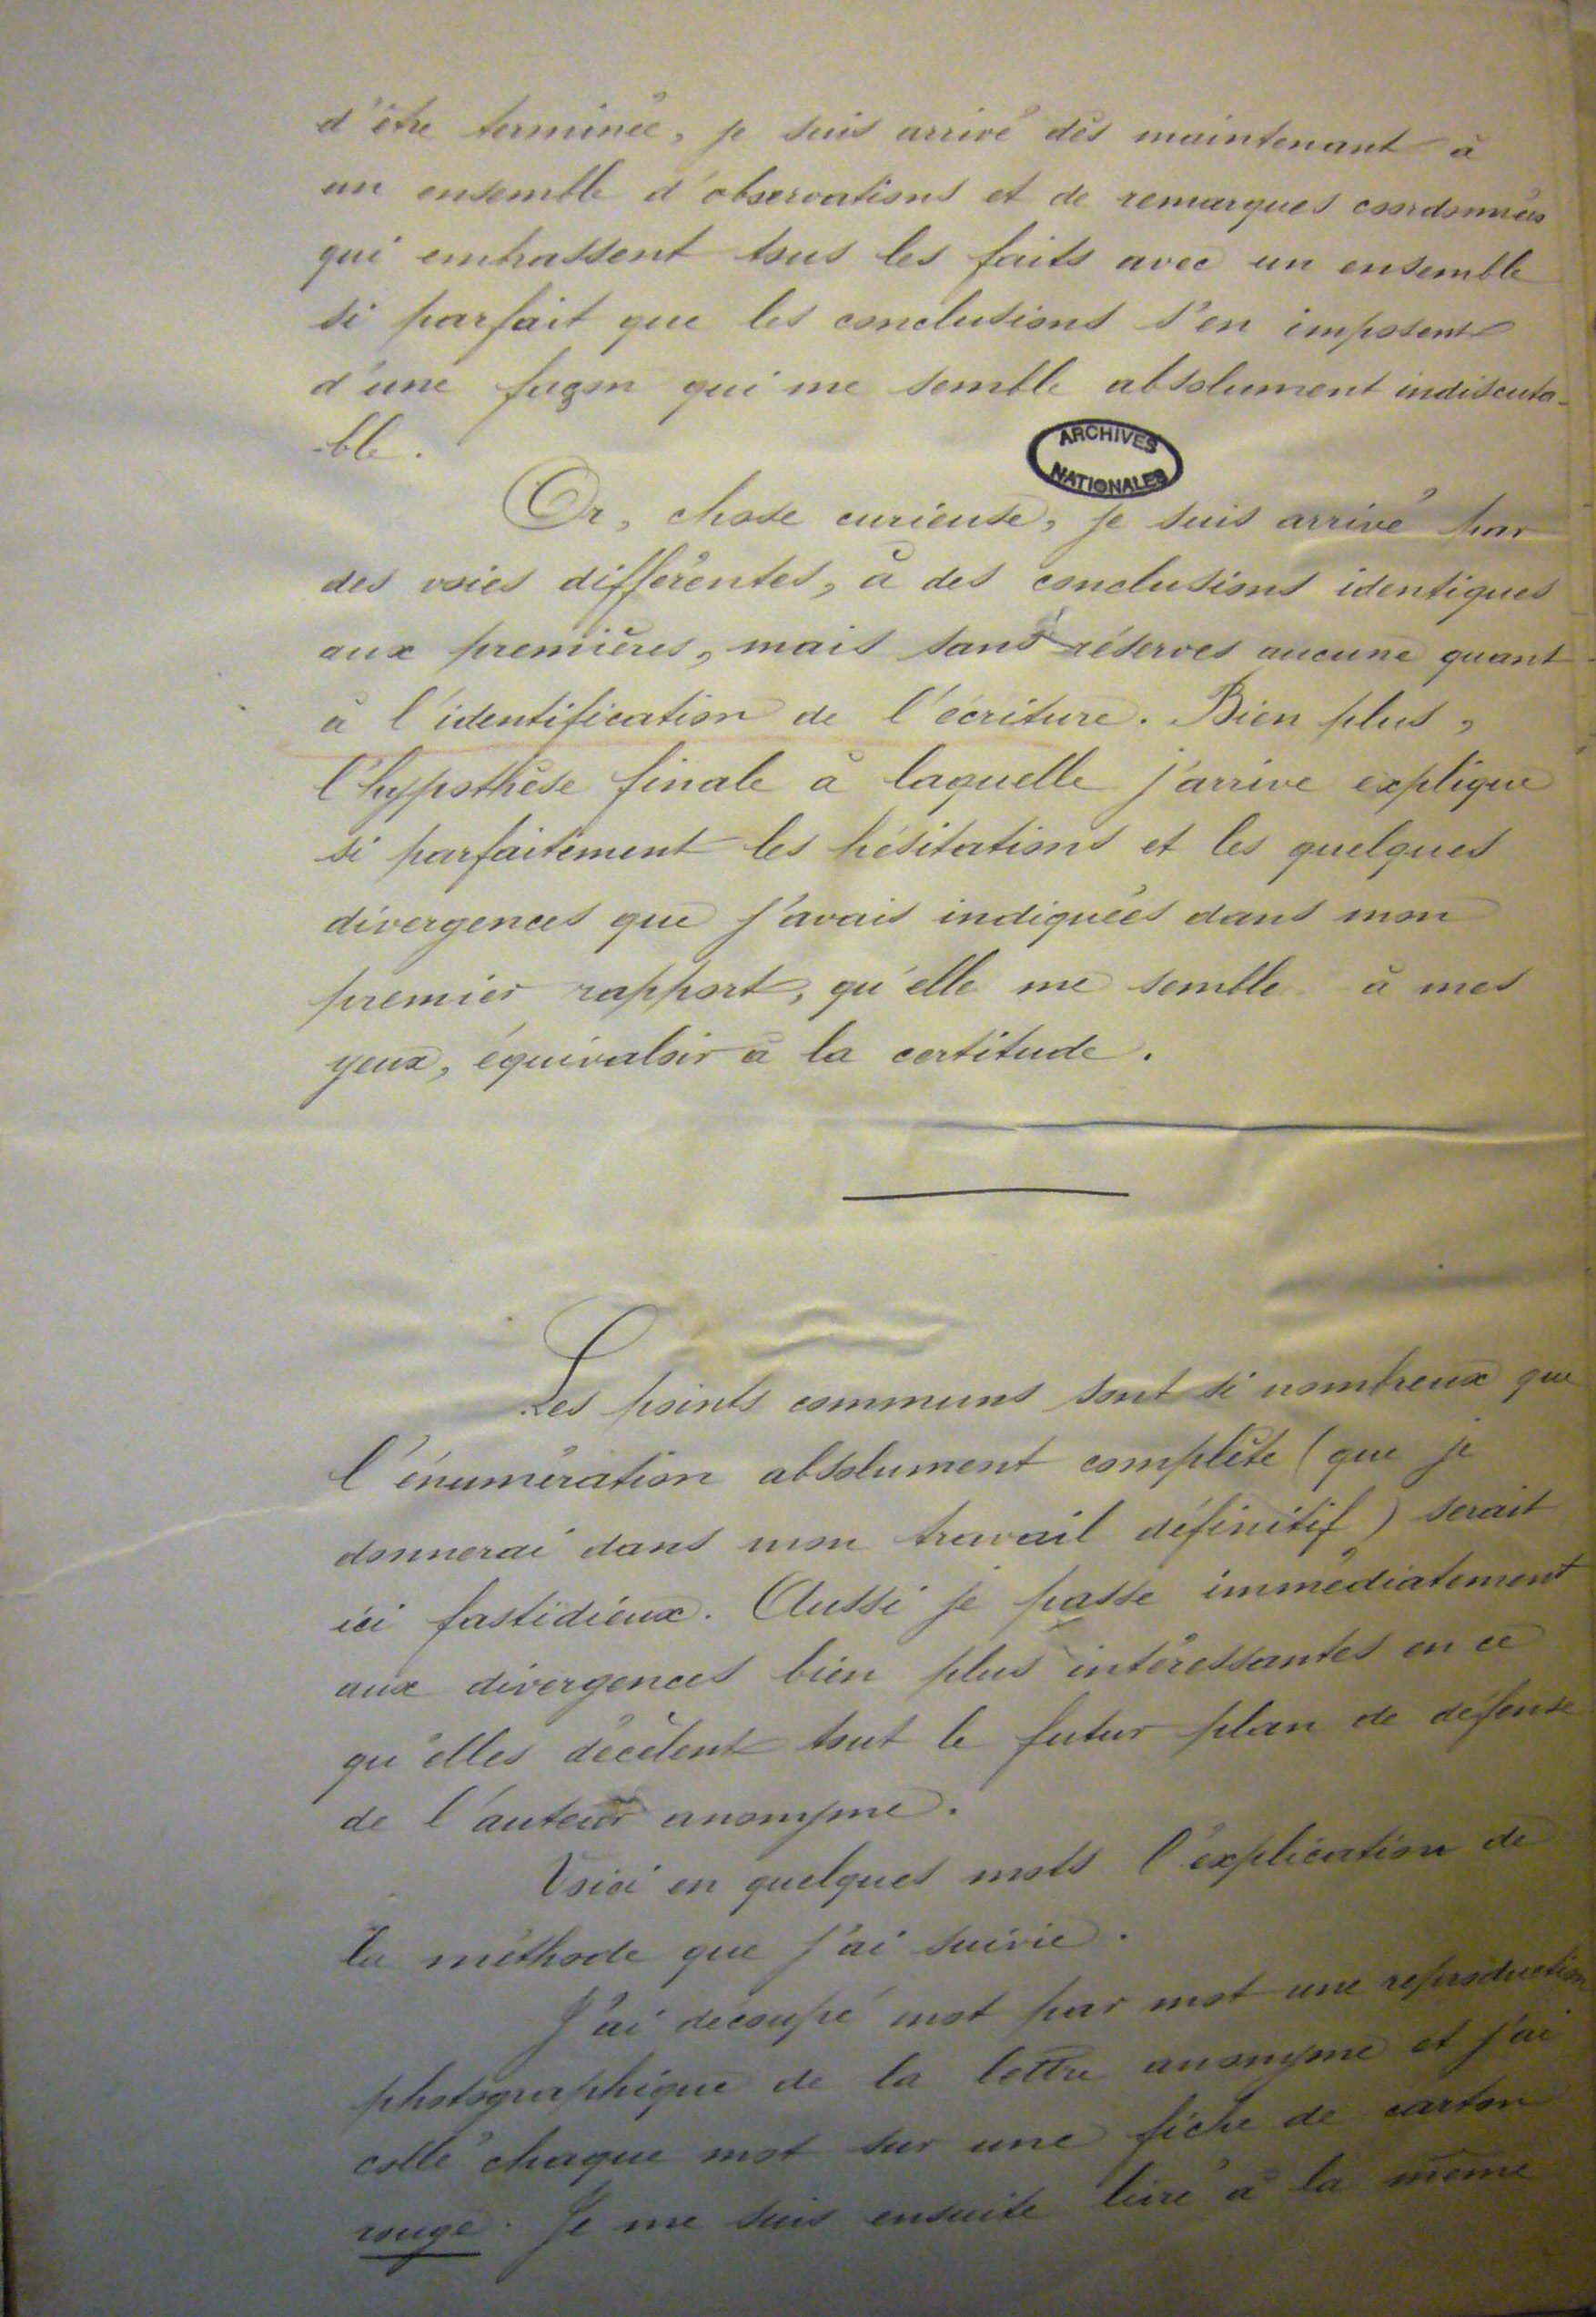 d'être terminée, je suis arrivé dès maintenant à
un ensemble d'observations et de remarques coordonnées
qui embrassent tous les faits avec un ensemble
si parfait que les conclusions s'en imposent
d'une façon qui me semble absolument indiscuta-
-ble.
ARCHIVES
NATIONALES
Or, chose curieuse, je suis arrivé par
des voies différentes, à des conclusions identiques
aux premières, mais sans réserves aucune quant
à l'identification de l'écriture. Bien plus,
l'hypothèse finale à laquelle j'arrive explique
si parfaitement les hésitations et les quelques
divergences que j'avais indiquées dans mon
premier rapport, qu'elle me semble à mes
yeux, équivaloir à la certitude.
Les points communs sont si nombreux que
l'énumération absolument complète (que je
donnerai dans mon travail définitif) serait
ici fastidieux. Aussi je passe immédiatement
aux divergences bien plus intéressantes en ce
qu'elles décèlent tout le futur plan de défense
de l'auteur anonyme.
Voici en quelques mots l'explication de
la méthode que j'ai suivie.
J'ai découpé mot par mot une reproduction
photographique de la lettre anonyme et j'ai
collé chaque mot sur une fiche de carton
rouge. Je me suis ensuite livré à la même